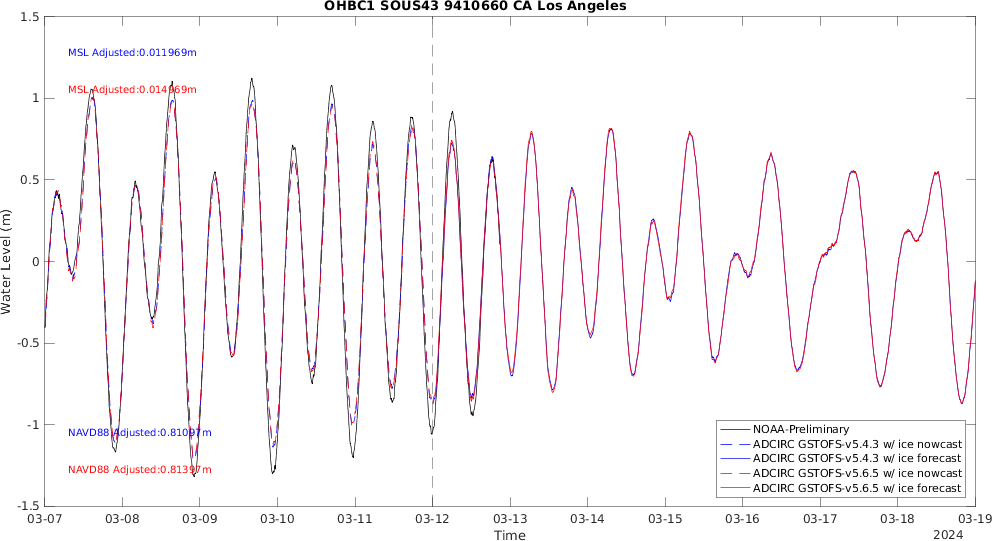 OHBC1 SOUS43 9410660 CA Los Angeles
1.5
1
0.5
0
-0.5
-1
-1.5
Water Level (m)
MSL Adjusted:0.011969m
MSL Adjusted:0.014969m
NAVD88 Adjusted:0.81097m
NAVD88 Adjusted:0.81397m
NOAA-Preliminary
ADCIRC GSTOFS-v5.4.3 w/ ice nowcast
ADCIRC GSTOFS-v5.4.3 w/ ice forecast
ADCIRC GSTOFS-v5.6.5 w/ ice nowcast
ADCIRC GSTOFS-v5.6.5 w/ ice forecast
03-07 03-08 03-09 03-10 03-11 03-12 03-13 03-14 03-15 03-16 03-17 03-18 03-19
Time
2024